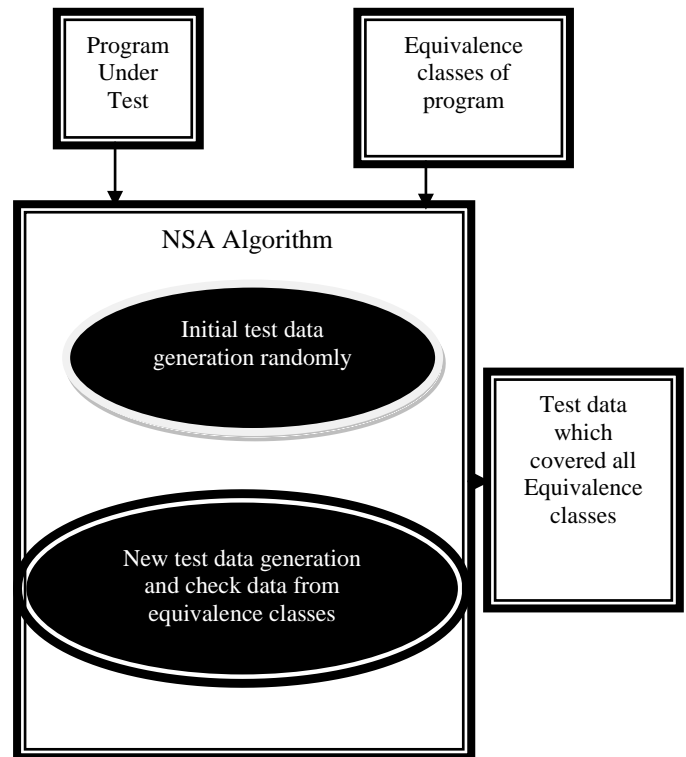 Program
Under
Test
Equivalence
classes of
program
NSA Algorithm
Initial test data
generation randomly
Test data
which
covered all
Equivalence
classes
New test data generation
and check data from
equivalence classes